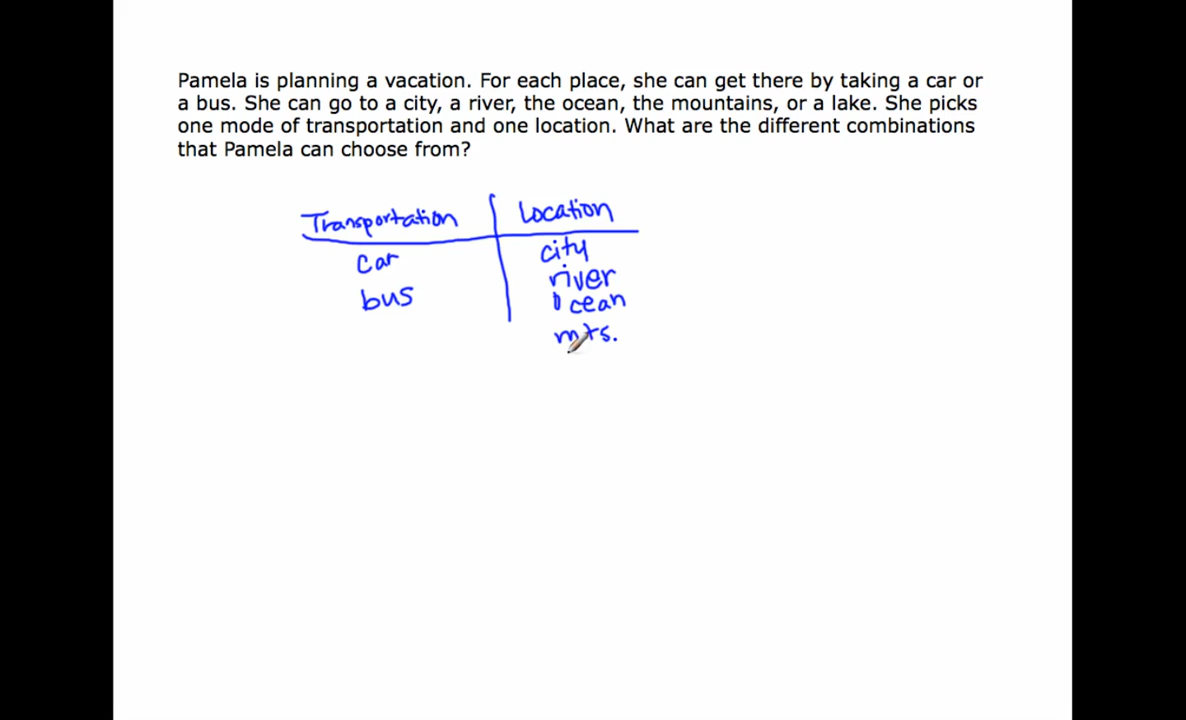 Pamela is planning a vacation. For each place, she can get there by taking a car or
a bus. She can go to a city, a river, the ocean, the mountains, or a lake. She picks
one mode of transportation and one location. What are the different combinations
that Pamela can choose from?
Transportation Location
car city
bus river
ocean
mts.